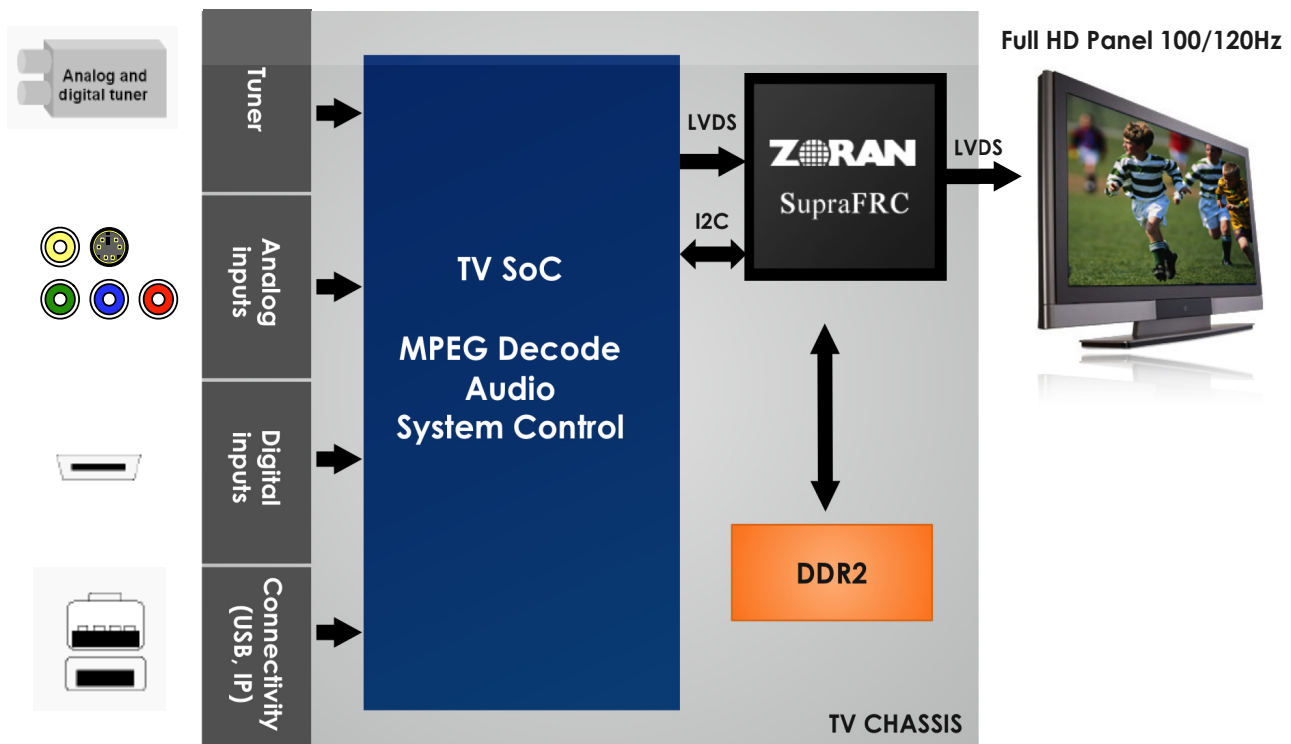 Full HD Panel 100/120Hz
Analog and
digital tuner
Tuner
Analog
inputs
Digital
inputs
Connectivity
(USB, IP)
TV SoC
MPEG Decode
Audio
System Control
LVDS
I2C
ZORAN
SupraFRC
LVDS
DDR2
TV CHASSIS